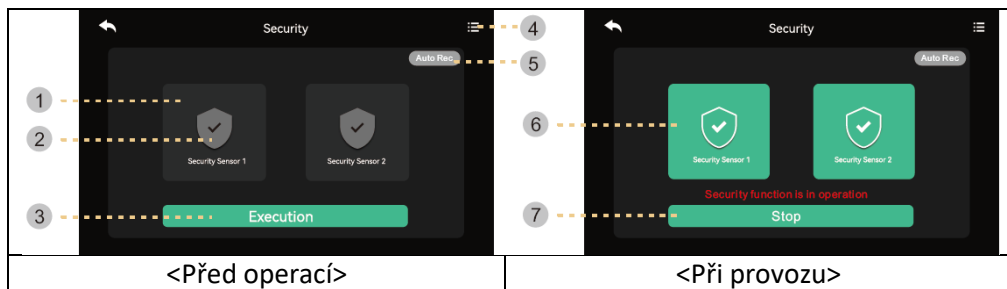 Security
4
Auto Rec
5
1
2
Security Sensor 1
Security Sensor 2
3
Execution
<Před operací>
Security
Auto Rec
6
Security Sensor 1
Security Sensor 2
Security function is in operation
7
Stop
<Při provozu>